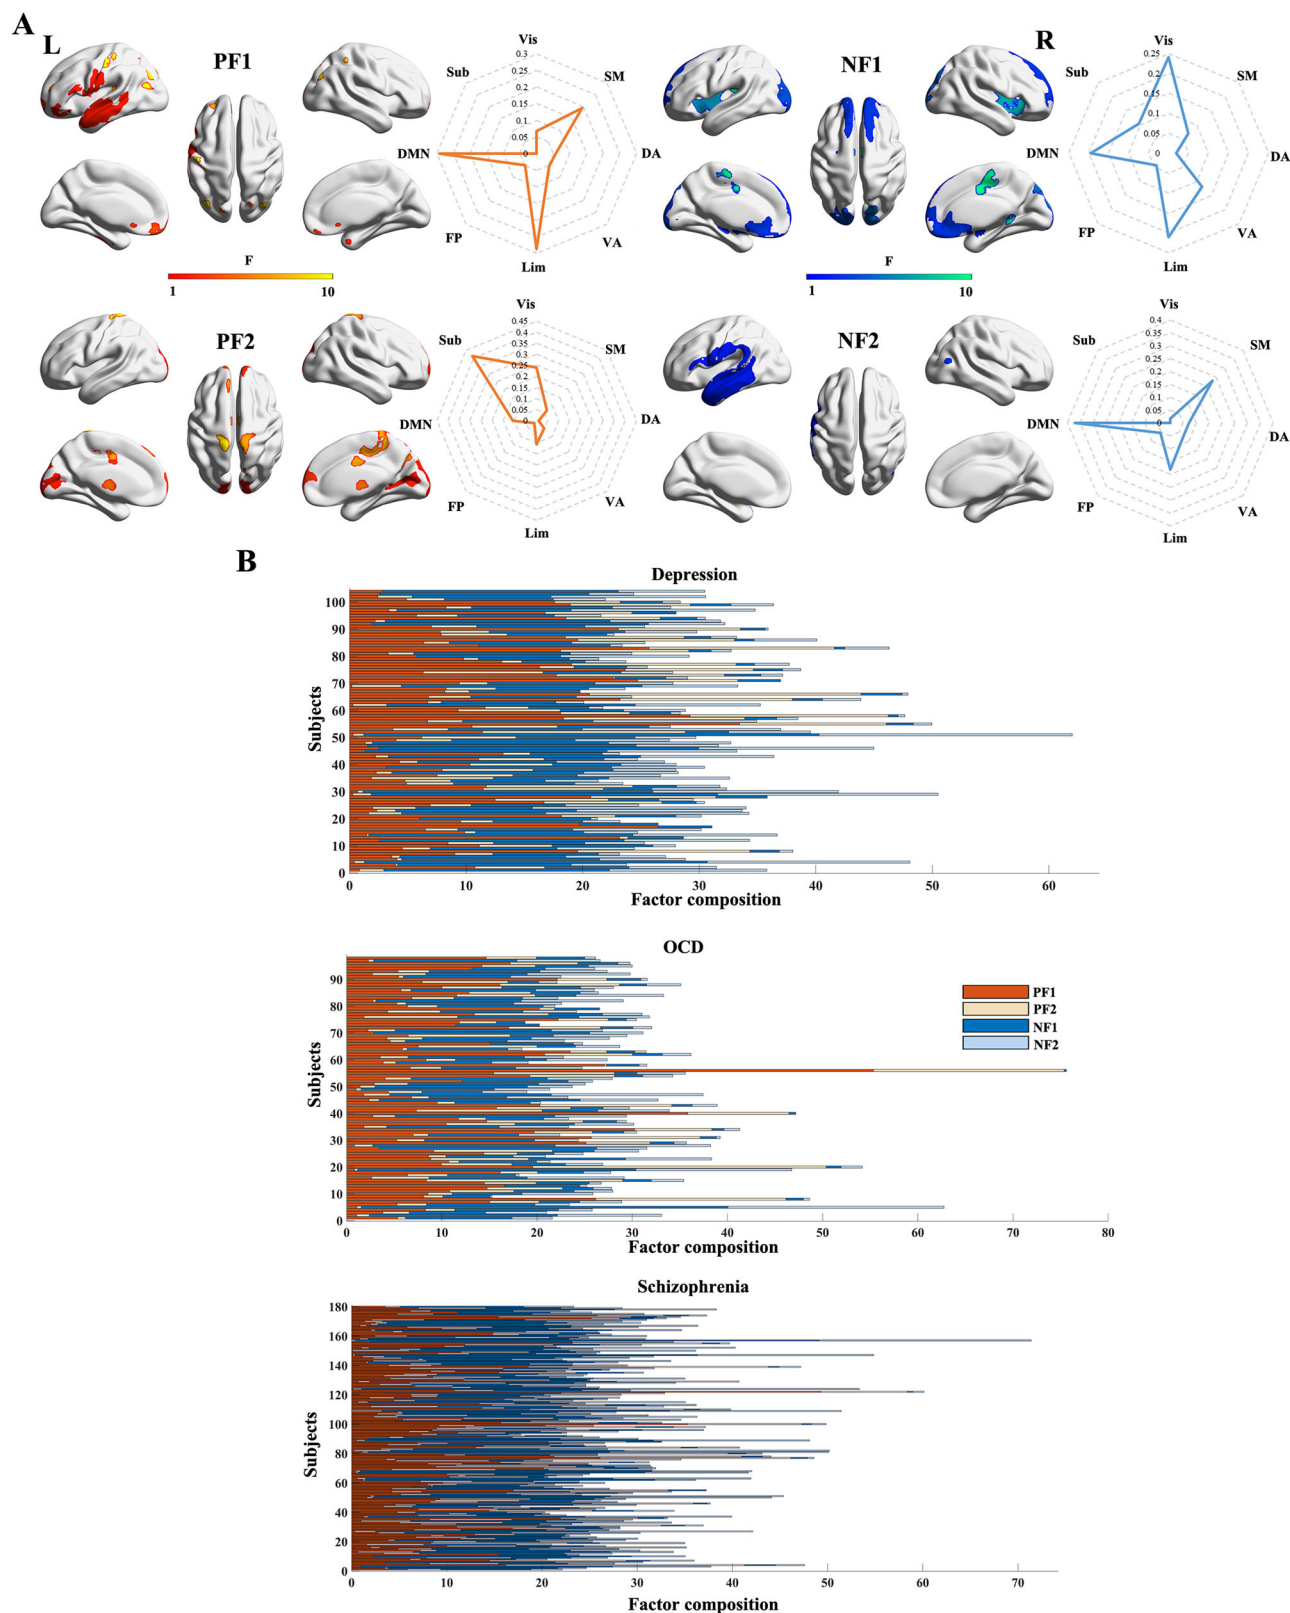 A
L
PF1
Vis
0.3
0.25
0.2
0.15
0.1
0.05
0
Sub
SM
DMN
DA
FP
VA
Lim
NF1
R
Vis
0.25
0.2
0.15
0.1
0.05
0
Sub
SM
DMN
DA
FP
VA
Lim
F
1 10
F
1 10
PF2
Vis
0.45
0.4
0.35
0.3
0.25
0.2
0.15
0.1
0.05
0
Sub
SM
DMN
DA
FP
VA
Lim
NF2
Vis
0.4
0.35
0.3
0.25
0.2
0.15
0.1
0.05
0
Sub
SM
DMN
DA
FP
VA
Lim
B
Depression
Subjects
100
90
80
70
60
50
40
30
20
10
0
0 10 20 30 40 50 60
Factor composition
OCD
Subjects
90
80
70
60
50
40
30
20
10
0
PF1
PF2
NF1
NF2
0 10 20 30 40 50 60 70 80
Factor composition
Schizophrenia
Subjects
180
160
140
120
100
80
60
40
20
0
0 10 20 30 40 50 60 70
Factor composition